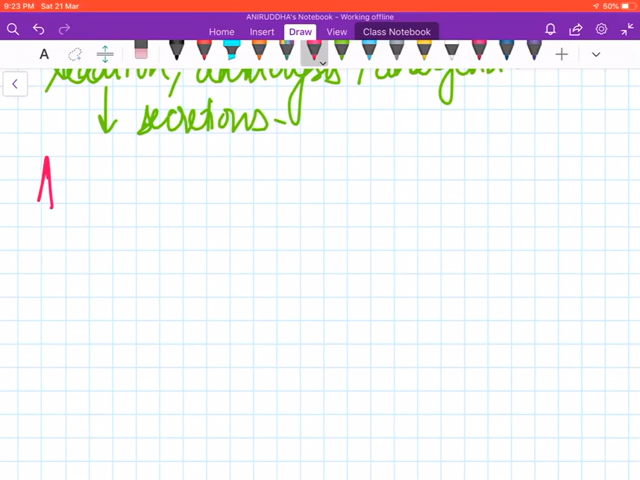 9:23 PM Sat 21 Mar
50%
ANIRUDDHA's Notebook - Working offline
Home Insert Draw View Class Notebook
A
↓ secretions-